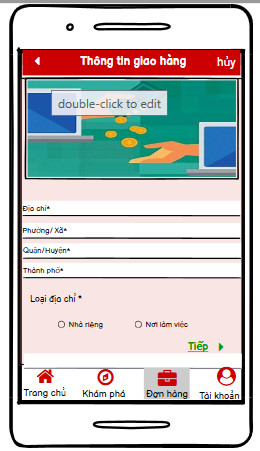 Thông tin giao hàng hủy
double-click to edit
Địa chỉ*
Phường/ Xã*
Quận/Huyện*
Thành phố*
Loại địa chỉ *
Nhà riêng Nơi làm việc
Tiếp
Trang chủ Khám phá Đơn hàng Tài khoản